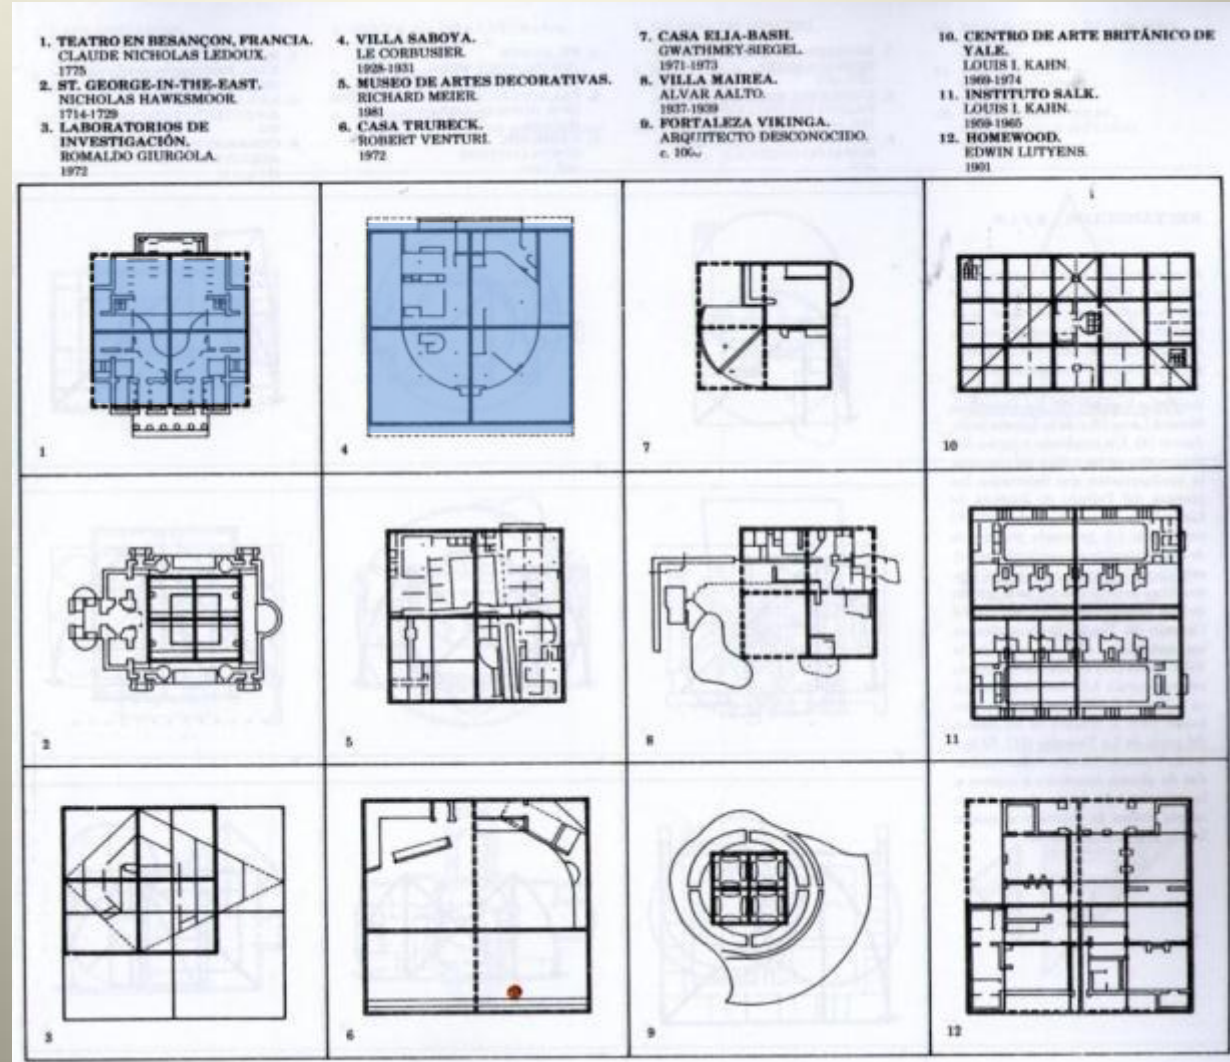 1. TEATRO EN BESANÇON, FRANCIA.
CLAUDE NICHOLAS LEDOUX.
1775
2. ST. GEORGE-IN-THE-EAST.
NICHOLAS HAWKSMOOR.
1714-1729
3. LABORATORIOS DE
INVESTIGACIÓN.
ROMALDO GIURGOLA.
1972
4. VILLA SABOYA.
LE CORBUSIER.
1928-1931
5. MUSEO DE ARTES DECORATIVAS.
RICHARD MEIER.
1981
6. CASA TRUBECK.
ROBERT VENTURI.
1972
7. CASA ELIA-BASH.
GWATHMEY-SIEGEL.
1971-1973
8. VILLA MAIREA.
ALVAR AALTO.
1937-1939
9. FORTALEZA VIKINGA.
ARQUITECTO DESCONOCIDO.
c.
10. CENTRO DE ARTE BRITÁNICO DE
YALE.
LOUIS I. KAHN.
1969-1974
11. INSTITUTO SALK.
LOUIS I. KAHN.
1959-1965
12. HOMEWOOD.
EDWIN LUTYENS.
1901
1
4
7
10
2
5
8
11
3
6
9
12